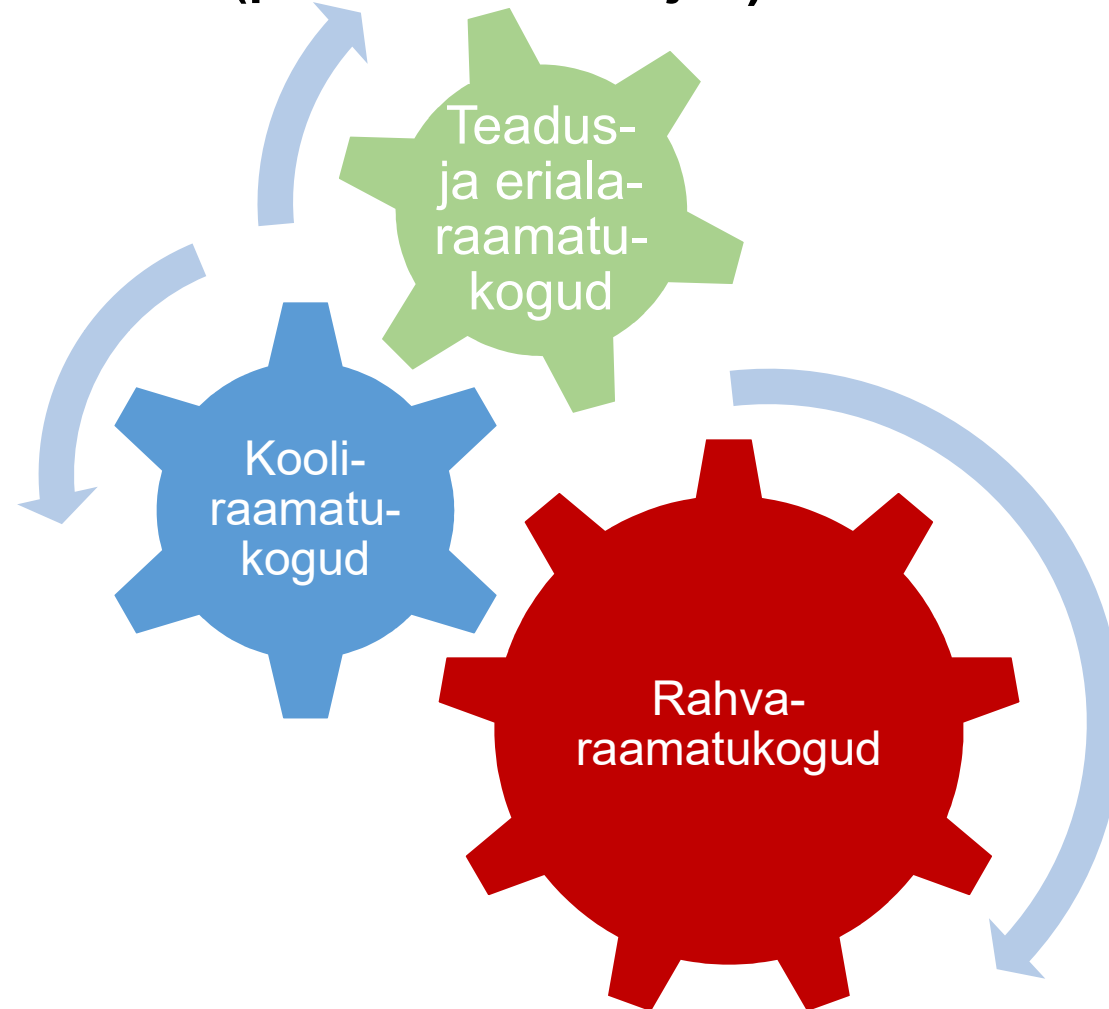 Teadus-
ja eriala-
raamatu-
kogud
Kooli-
raamatu-
kogud
Rahva-
raamatukogud